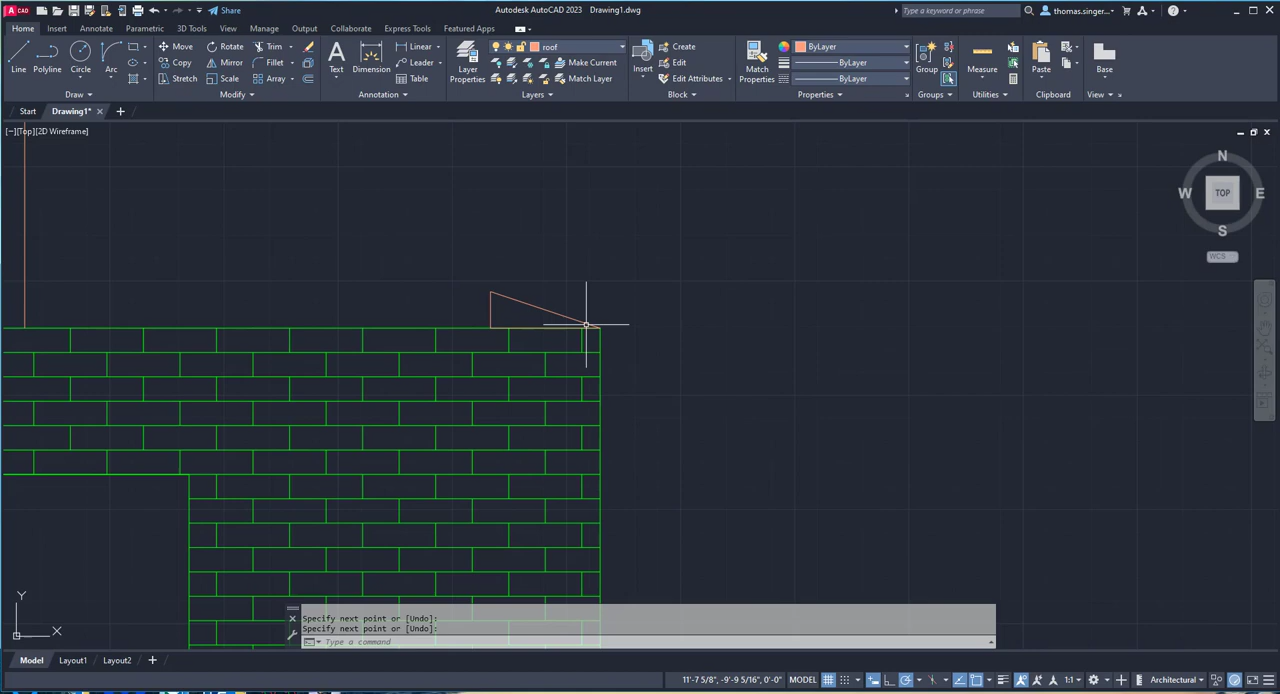 CAD
Share
Autodesk AutoCAD 2023 Drawing1.dwg
Type a keyword or phrase
thomas.singer...
Home Insert Annotate Parametric 3D Tools View Manage Output Collaborate Express Tools Featured Apps
Line Polyline Circle Arc
Move Rotate Trim
Copy Mirror Fillet
Stretch Scale Array
Text Dimension
Linear
Leader
Table
Layer Properties
roof
Make Current
Match Layer
Insert
Create
Edit
Edit Attributes
Match Properties
ByLayer
ByLayer
ByLayer
Group
Measure
Paste
Base
Draw Modify Annotation Layers Block Properties Groups Utilities Clipboard View
Start Drawing1*
[−][Top][2D Wireframe]
N
W TOP E
S
WCS
Y
X
Specify next point or [Undo]:
Specify next point or [Undo]:
Type a command
Model Layout1 Layout2
11'-7 5/8", -9'-9 5/16", 0'-0" MODEL 1:1 Architectural